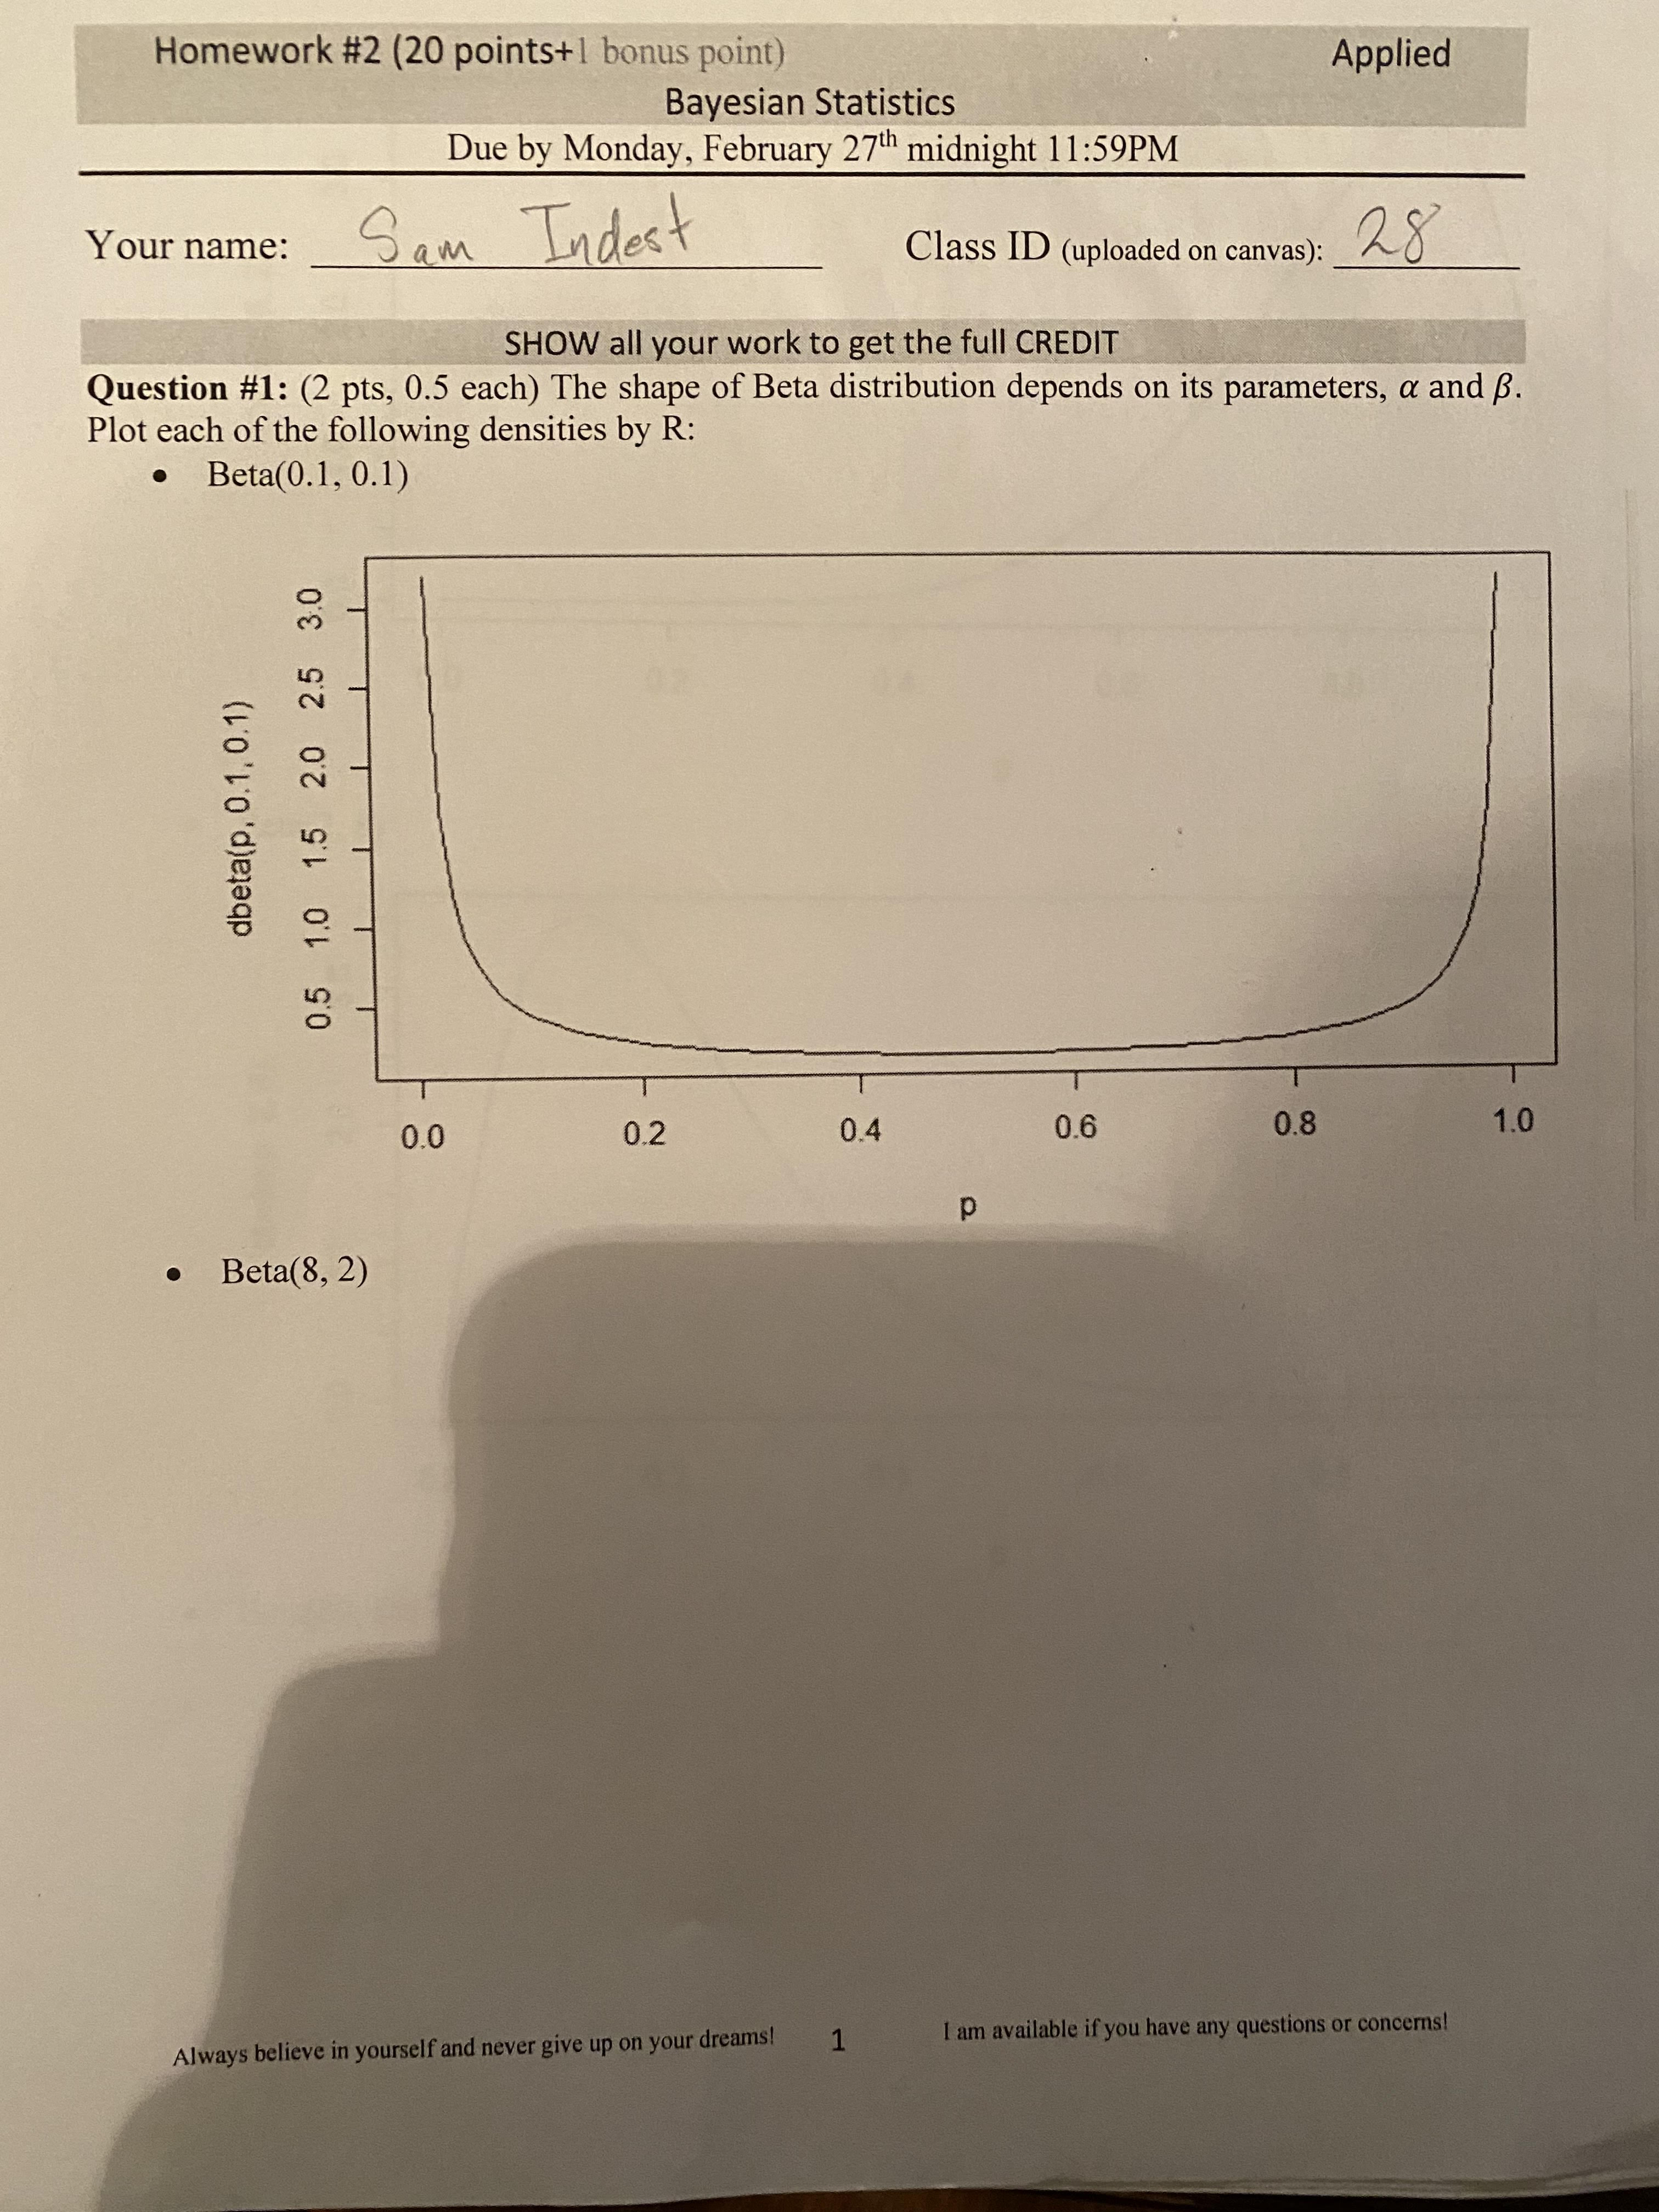 Homework #2 (20 points+1 bonus point) Applied
Bayesian Statistics
Due by Monday, February 27th midnight 11:59PM
Your name: Sam Indest Class ID (uploaded on canvas): 28
SHOW all your work to get the full CREDIT
Question #1: (2 pts, 0.5 each) The shape of Beta distribution depends on its parameters, α and β.
Plot each of the following densities by R:
• Beta(0.1, 0.1)
dbeta(p, 0.1, 0.1)
0.5 1.0 1.5 2.0 2.5 3.0
0.0 0.2 0.4 0.6 0.8 1.0
p
• Beta(8, 2)
Always believe in yourself and never give up on your dreams! 1 I am available if you have any questions or concerns!